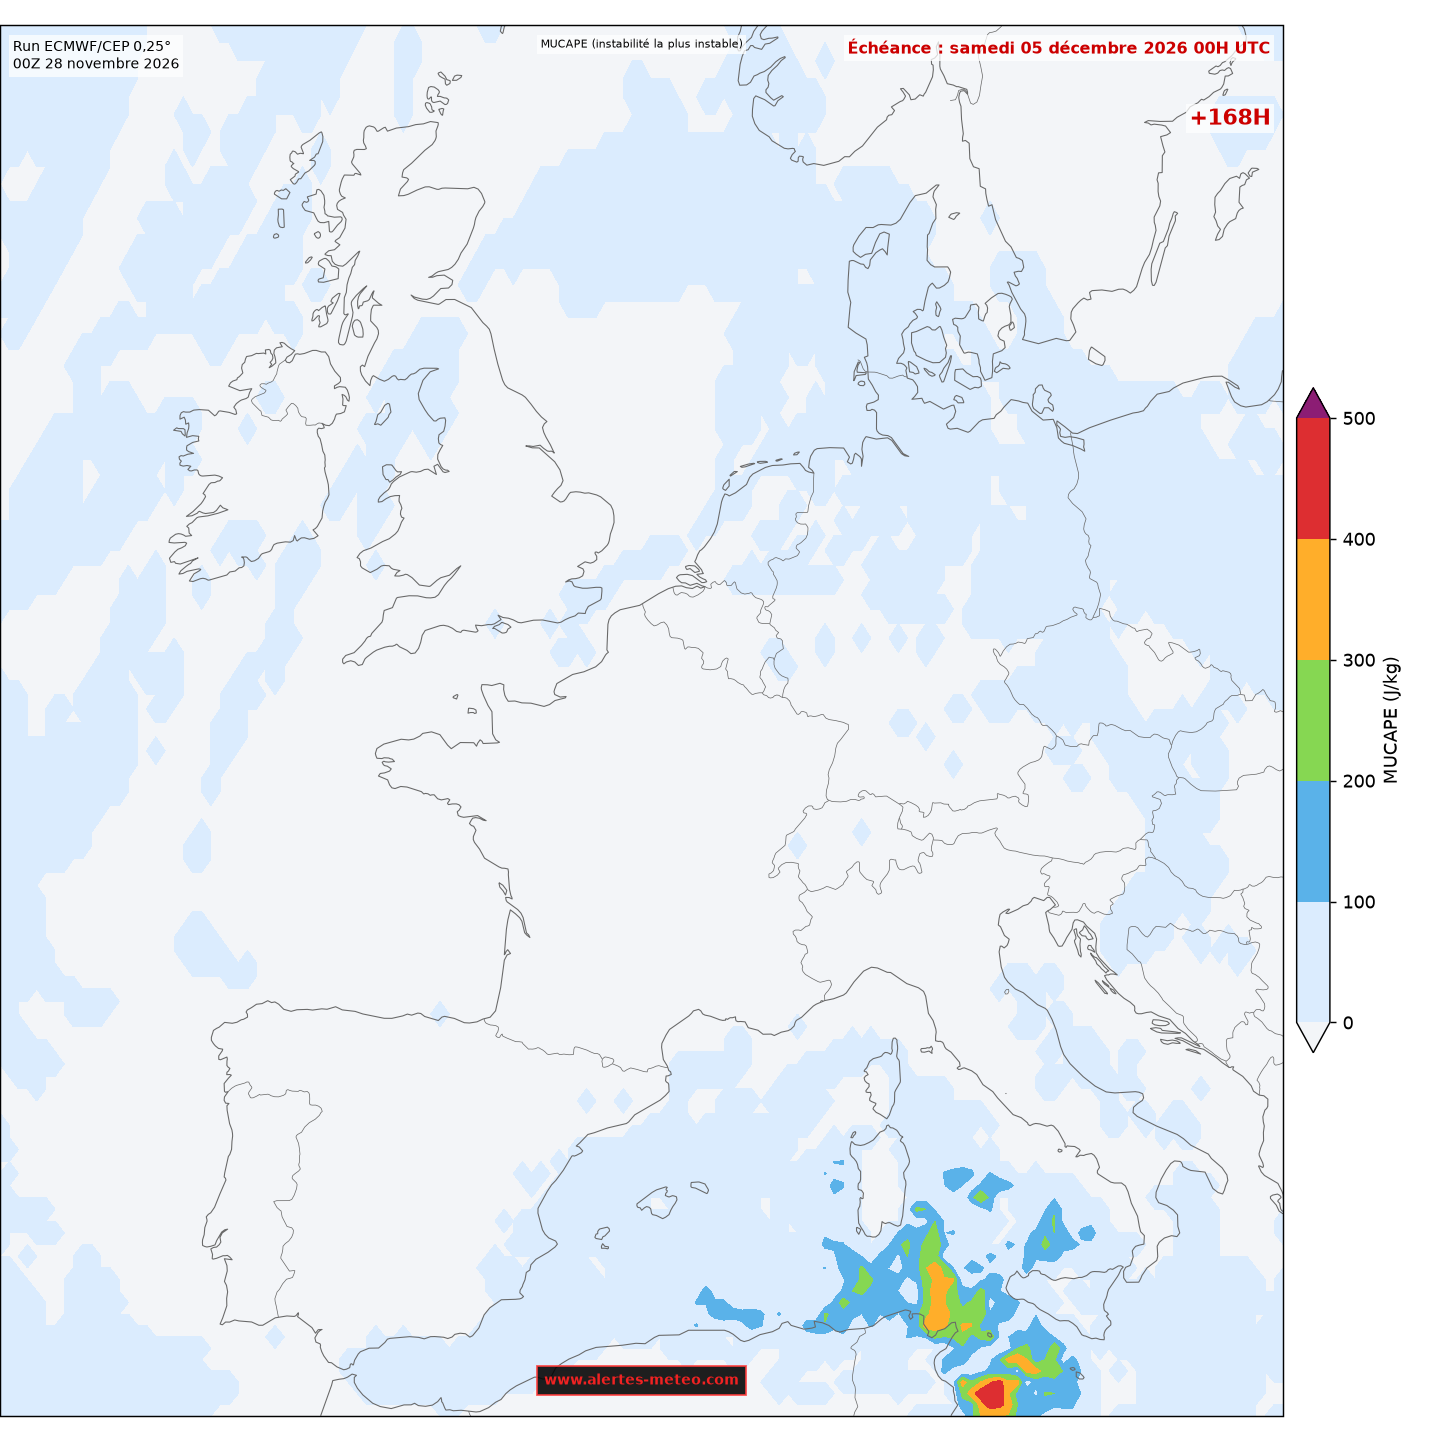 Run ECMWF/CEP 0,25°
00Z 28 novembre 2026
MUCAPE (instabilité la plus instable)
Échéance : samedi 05 décembre 2026 00H UTC
+168H
500
400
300
200
100
0
MUCAPE (J/kg)
www.alertes-meteo.com